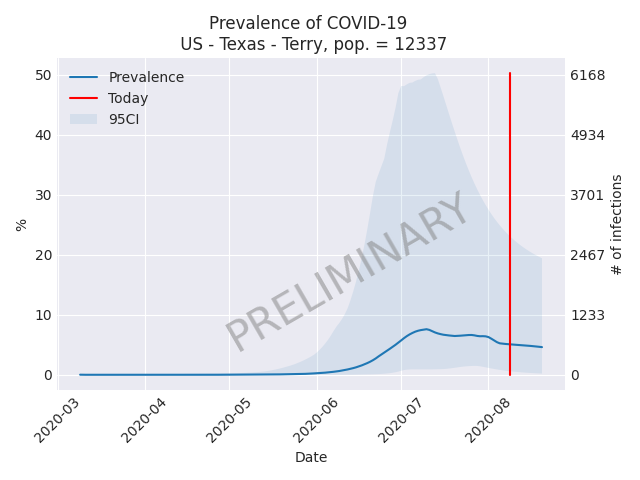 Prevalence of COVID-19
US - Texas - Terry, pop. = 12337
Prevalence
Today
95CI
50
40
30
20
10
0
%
6168
4934
3701
2467
1233
0
# of infections
PRELIMINARY
2020-03
2020-04
2020-05
2020-06
2020-07
2020-08
Date